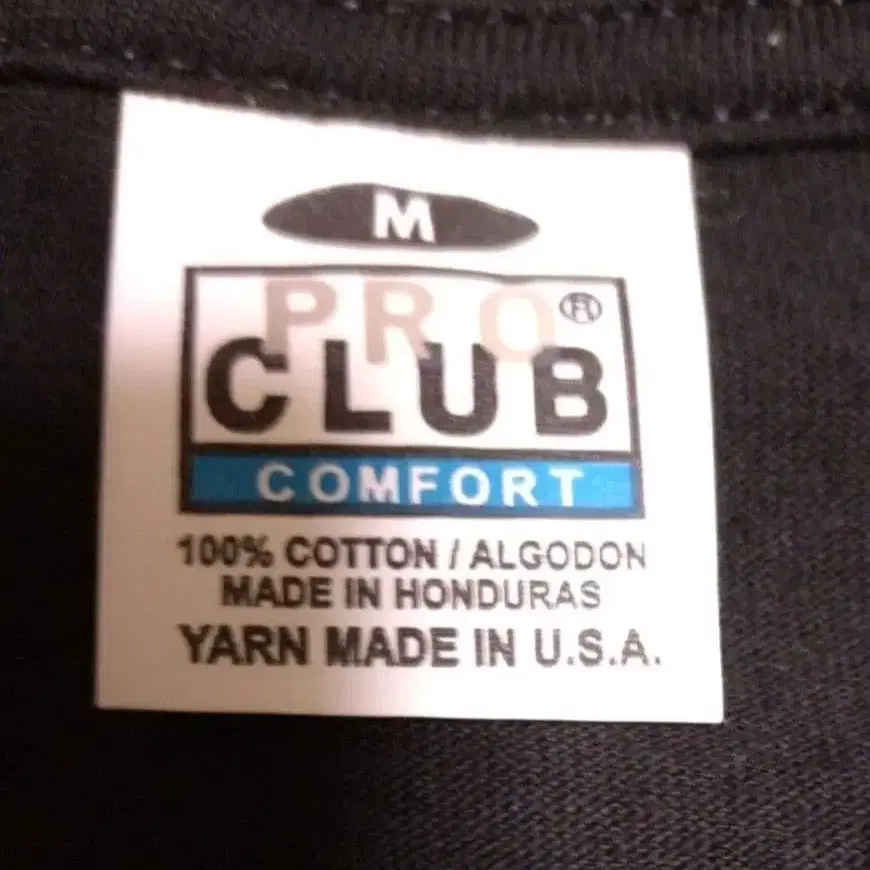 M
PRO®
CLUB
COMFORT
100% COTTON / ALGODON
MADE IN HONDURAS
YARN MADE IN U.S.A.